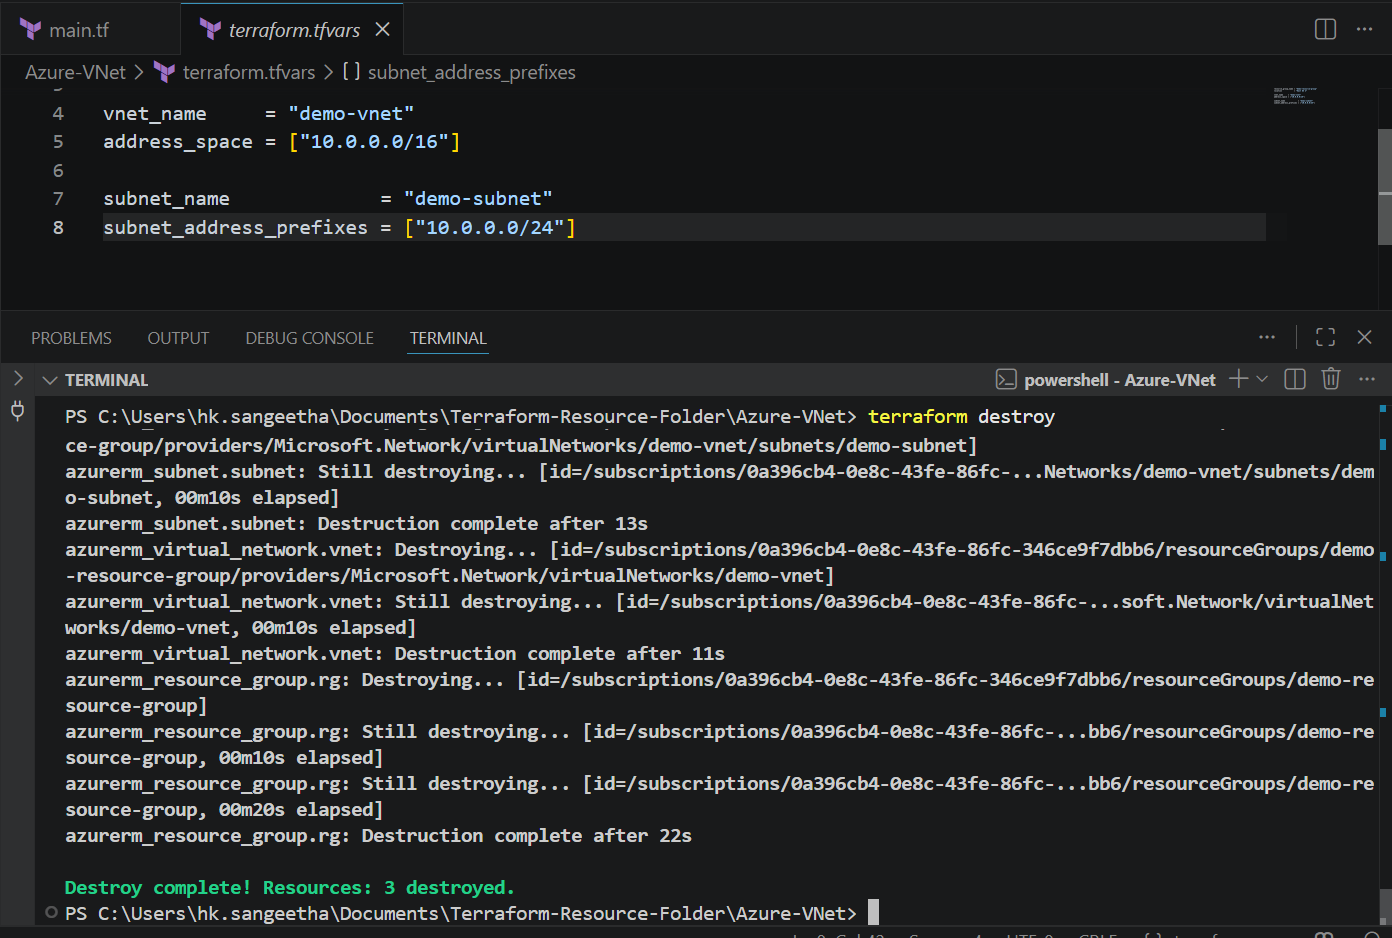 main.tf
terraform.tfvars
Azure-VNet > terraform.tfvars > [ ] subnet_address_prefixes
4 vnet_name     = "demo-vnet"
5 address_space = ["10.0.0.0/16"]
6
7 subnet_name             = "demo-subnet"
8 subnet_address_prefixes = ["10.0.0.0/24"]
PROBLEMS OUTPUT DEBUG CONSOLE TERMINAL
TERMINAL
powershell - Azure-VNet
PS C:\Users\hk.sangeetha\Documents\Terraform-Resource-Folder\Azure-VNet> terraform destroy
ce-group/providers/Microsoft.Network/virtualNetworks/demo-vnet/subnets/demo-subnet]
azurerm_subnet.subnet: Still destroying... [id=/subscriptions/0a396cb4-0e8c-43fe-86fc-...Networks/demo-vnet/subnets/dem
o-subnet, 00m10s elapsed]
azurerm_subnet.subnet: Destruction complete after 13s
azurerm_virtual_network.vnet: Destroying... [id=/subscriptions/0a396cb4-0e8c-43fe-86fc-346ce9f7dbb6/resourceGroups/demo
-resource-group/providers/Microsoft.Network/virtualNetworks/demo-vnet]
azurerm_virtual_network.vnet: Still destroying... [id=/subscriptions/0a396cb4-0e8c-43fe-86fc-...soft.Network/virtualNet
works/demo-vnet, 00m10s elapsed]
azurerm_virtual_network.vnet: Destruction complete after 11s
azurerm_resource_group.rg: Destroying... [id=/subscriptions/0a396cb4-0e8c-43fe-86fc-346ce9f7dbb6/resourceGroups/demo-re
source-group]
azurerm_resource_group.rg: Still destroying... [id=/subscriptions/0a396cb4-0e8c-43fe-86fc-...bb6/resourceGroups/demo-re
source-group, 00m10s elapsed]
azurerm_resource_group.rg: Still destroying... [id=/subscriptions/0a396cb4-0e8c-43fe-86fc-...bb6/resourceGroups/demo-re
source-group, 00m20s elapsed]
azurerm_resource_group.rg: Destruction complete after 22s
Destroy complete! Resources: 3 destroyed.
PS C:\Users\hk.sangeetha\Documents\Terraform-Resource-Folder\Azure-VNet>